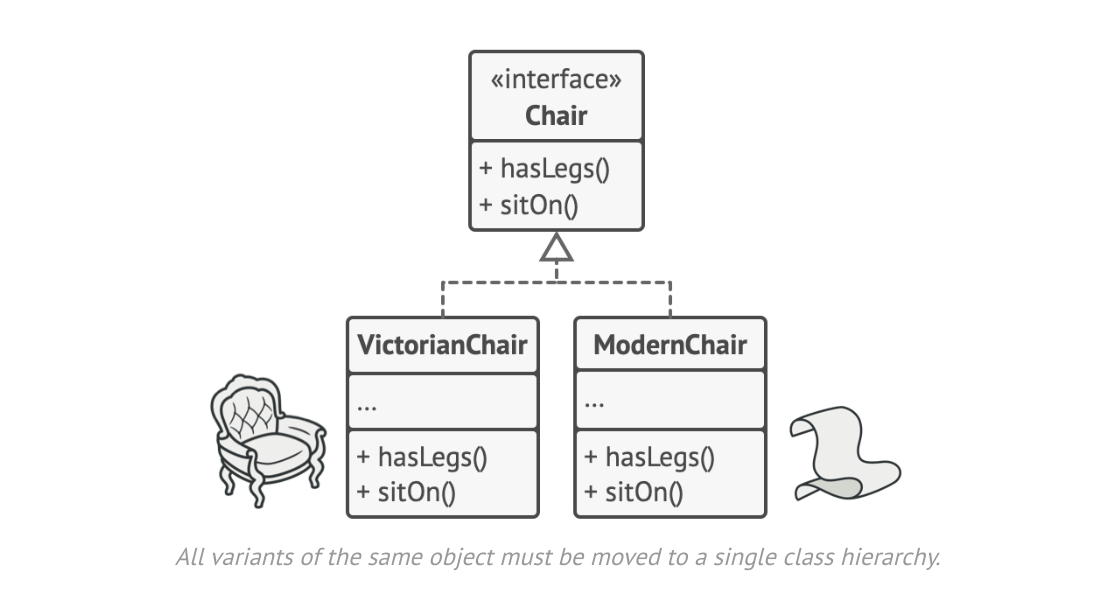 «interface»
Chair
+ hasLegs()
+ sitOn()
VictorianChair
...
+ hasLegs()
+ sitOn()
ModernChair
...
+ hasLegs()
+ sitOn()
All variants of the same object must be moved to a single class hierarchy.